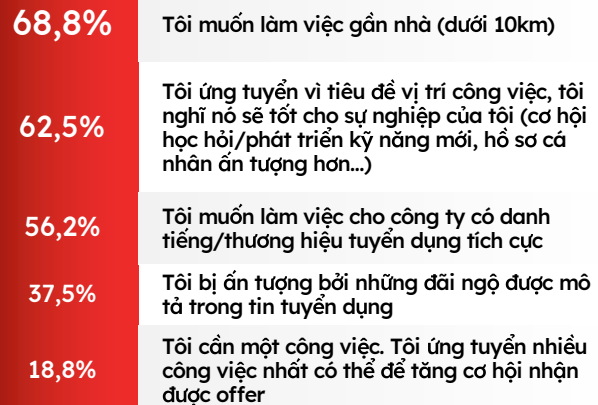 68,8%
Tôi muốn làm việc gần nhà (dưới 10km)
62,5%
Tôi ứng tuyển vì tiêu đề vị trí công việc, tôi
nghĩ nó sẽ tốt cho sự nghiệp của tôi (cơ hội
học hỏi/phát triển kỹ năng mới, hồ sơ cá
nhân ấn tượng hơn...)
56,2%
Tôi muốn làm việc cho công ty có danh
tiếng/thương hiệu tuyển dụng tích cực
37,5%
Tôi bị ấn tượng bởi những đãi ngộ được mô
tả trong tin tuyển dụng
18,8%
Tôi cần một công việc. Tôi ứng tuyển nhiều
công việc nhất có thể để tăng cơ hội nhận
được offer